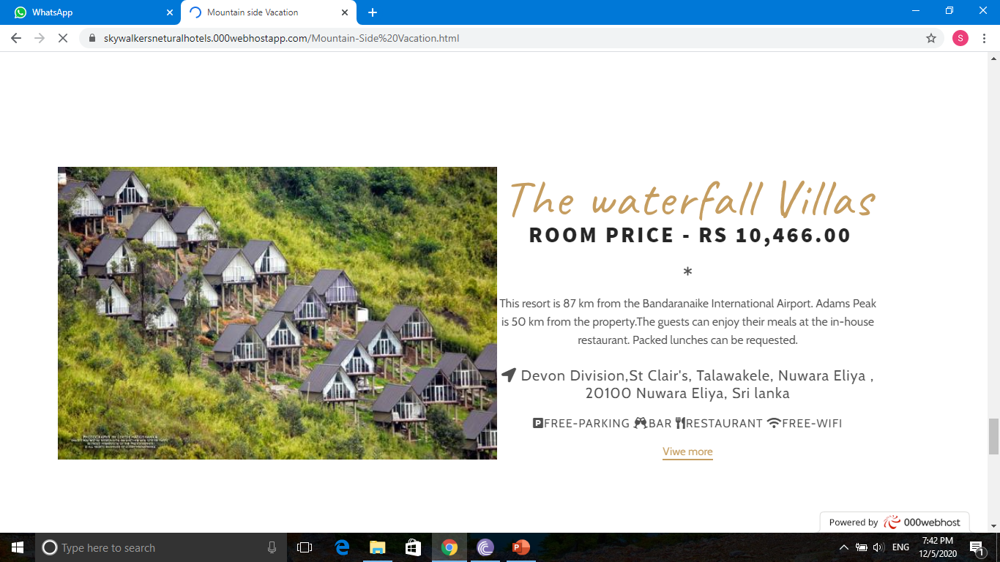 WhatsApp
Mountain side Vacation
skywalkersneturalhotels.000webhostapp.com/Mountain-Side%20Vacation.html
S
The waterfall Villas
ROOM PRICE - RS 10,466.00
*
This resort is 87 km from the Bandaranaike International Airport. Adams Peak
is 50 km from the property.The guests can enjoy their meals at the in-house
restaurant. Packed lunches can be requested.
Devon Division,St Clair's, Talawakele, Nuwara Eliya ,
20100 Nuwara Eliya, Sri lanka
FREE-PARKING BAR RESTAURANT FREE-WIFI
Viwe more
Powered by 000webhost
Type here to search
ENG
7:42 PM
12/5/2020
1